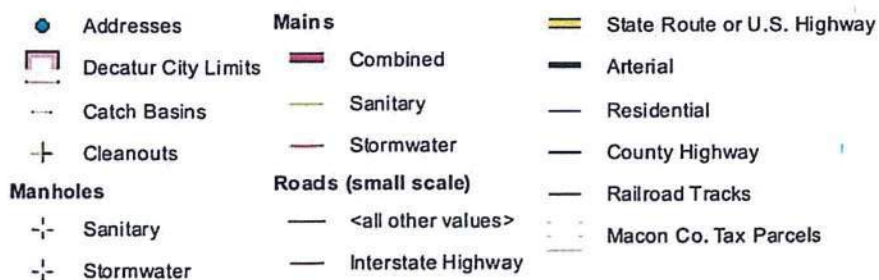 Addresses
Decatur City Limits
Catch Basins
Cleanouts
Manholes
Sanitary
Stormwater
Mains
Combined
Sanitary
Stormwater
Roads (small scale)
<all other values>
Interstate Highway
State Route or U.S. Highway
Arterial
Residential
County Highway
Railroad Tracks
Macon Co. Tax Parcels